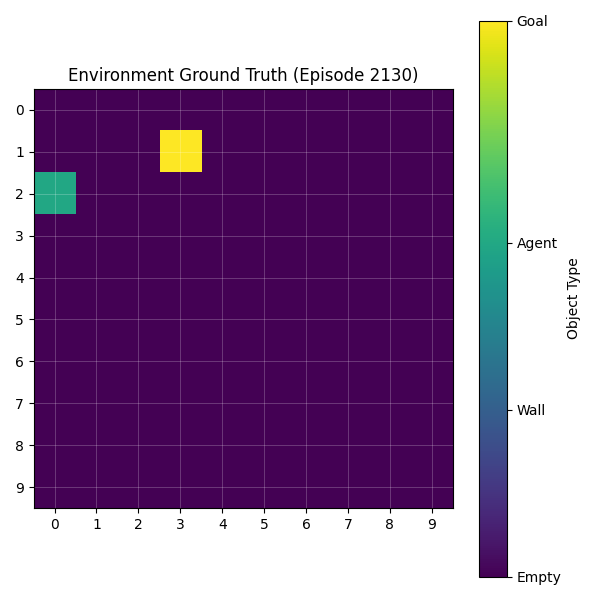 Environment Ground Truth (Episode 2130)
0
1
2
3
4
5
6
7
8
9
0 1 2 3 4 5 6 7 8 9
Goal
Agent
Wall
Empty
Object Type